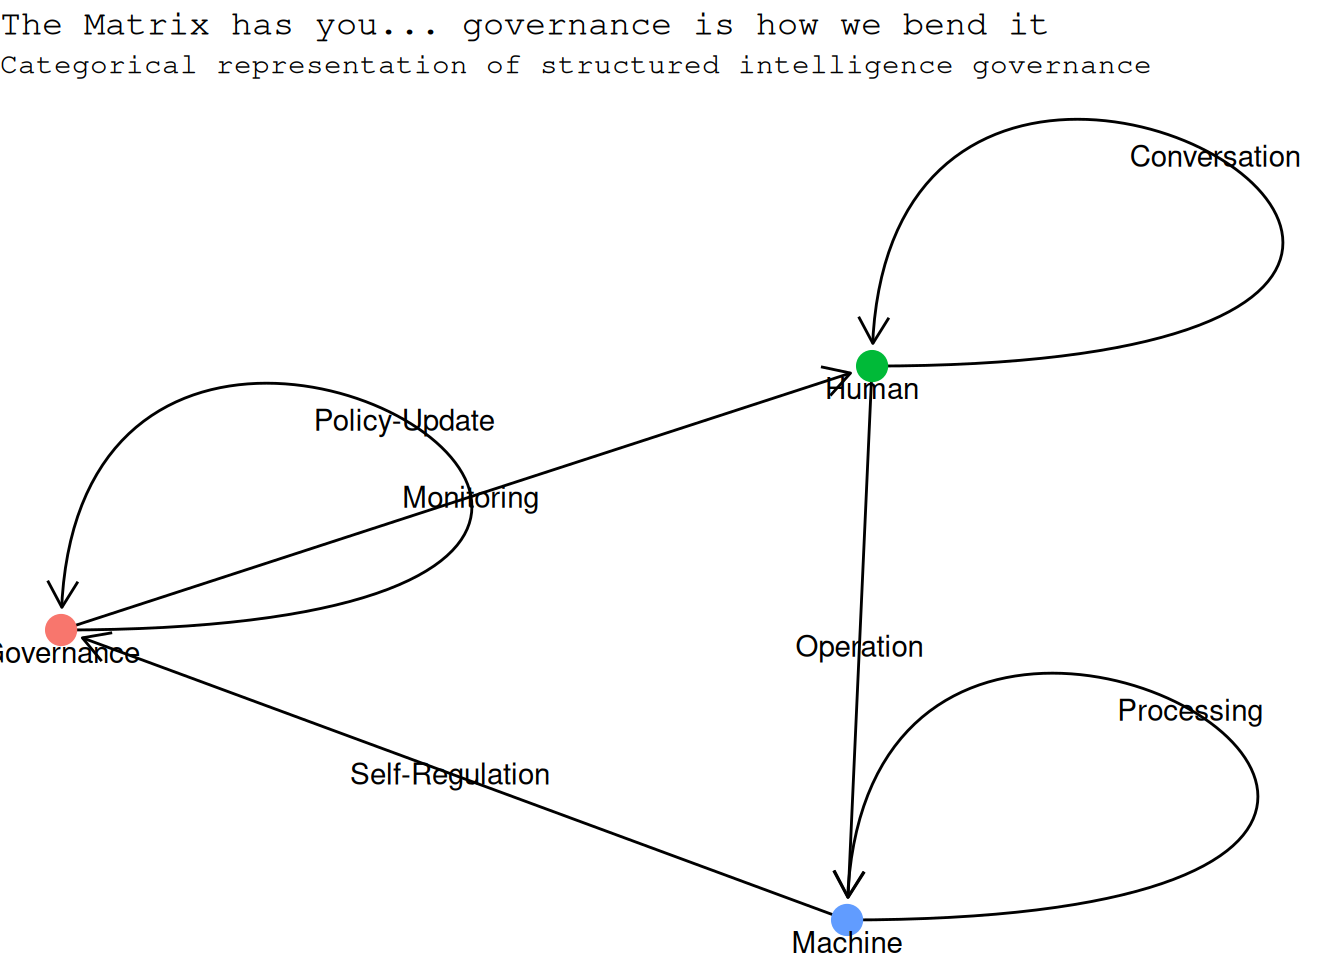 The Matrix has you... governance is how we bend it
Categorical representation of structured intelligence governance
Conversation
Human
Policy-Update
Monitoring
Governance
Operation
Processing
Self-Regulation
Machine